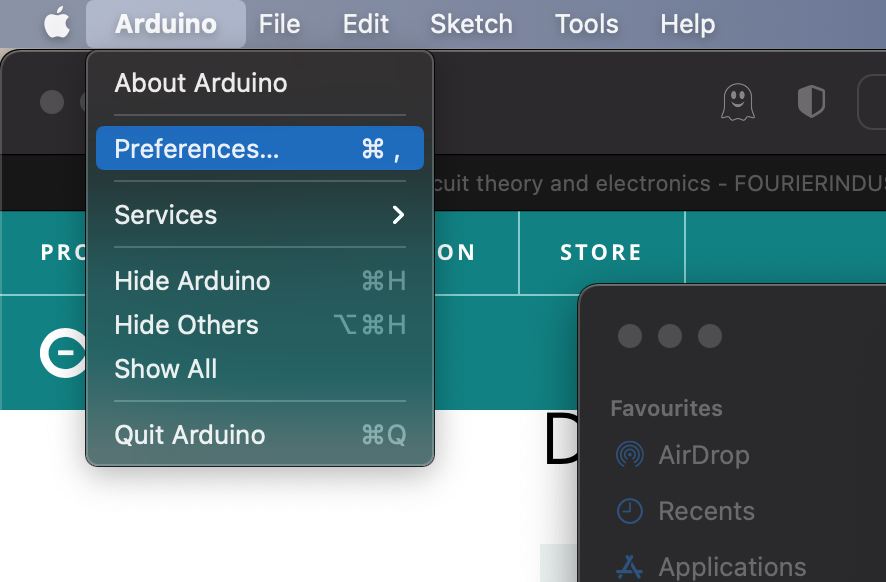 Arduino File Edit Sketch Tools Help
About Arduino
Preferences... ⌘ ,
cuit theory and electronics - FOURIERINDUS
Services
PRO
ON
STORE
Hide Arduino ⌘H
Hide Others ⌥⌘H
Show All
Quit Arduino ⌘Q
D
Favourites
AirDrop
Recents
Applications